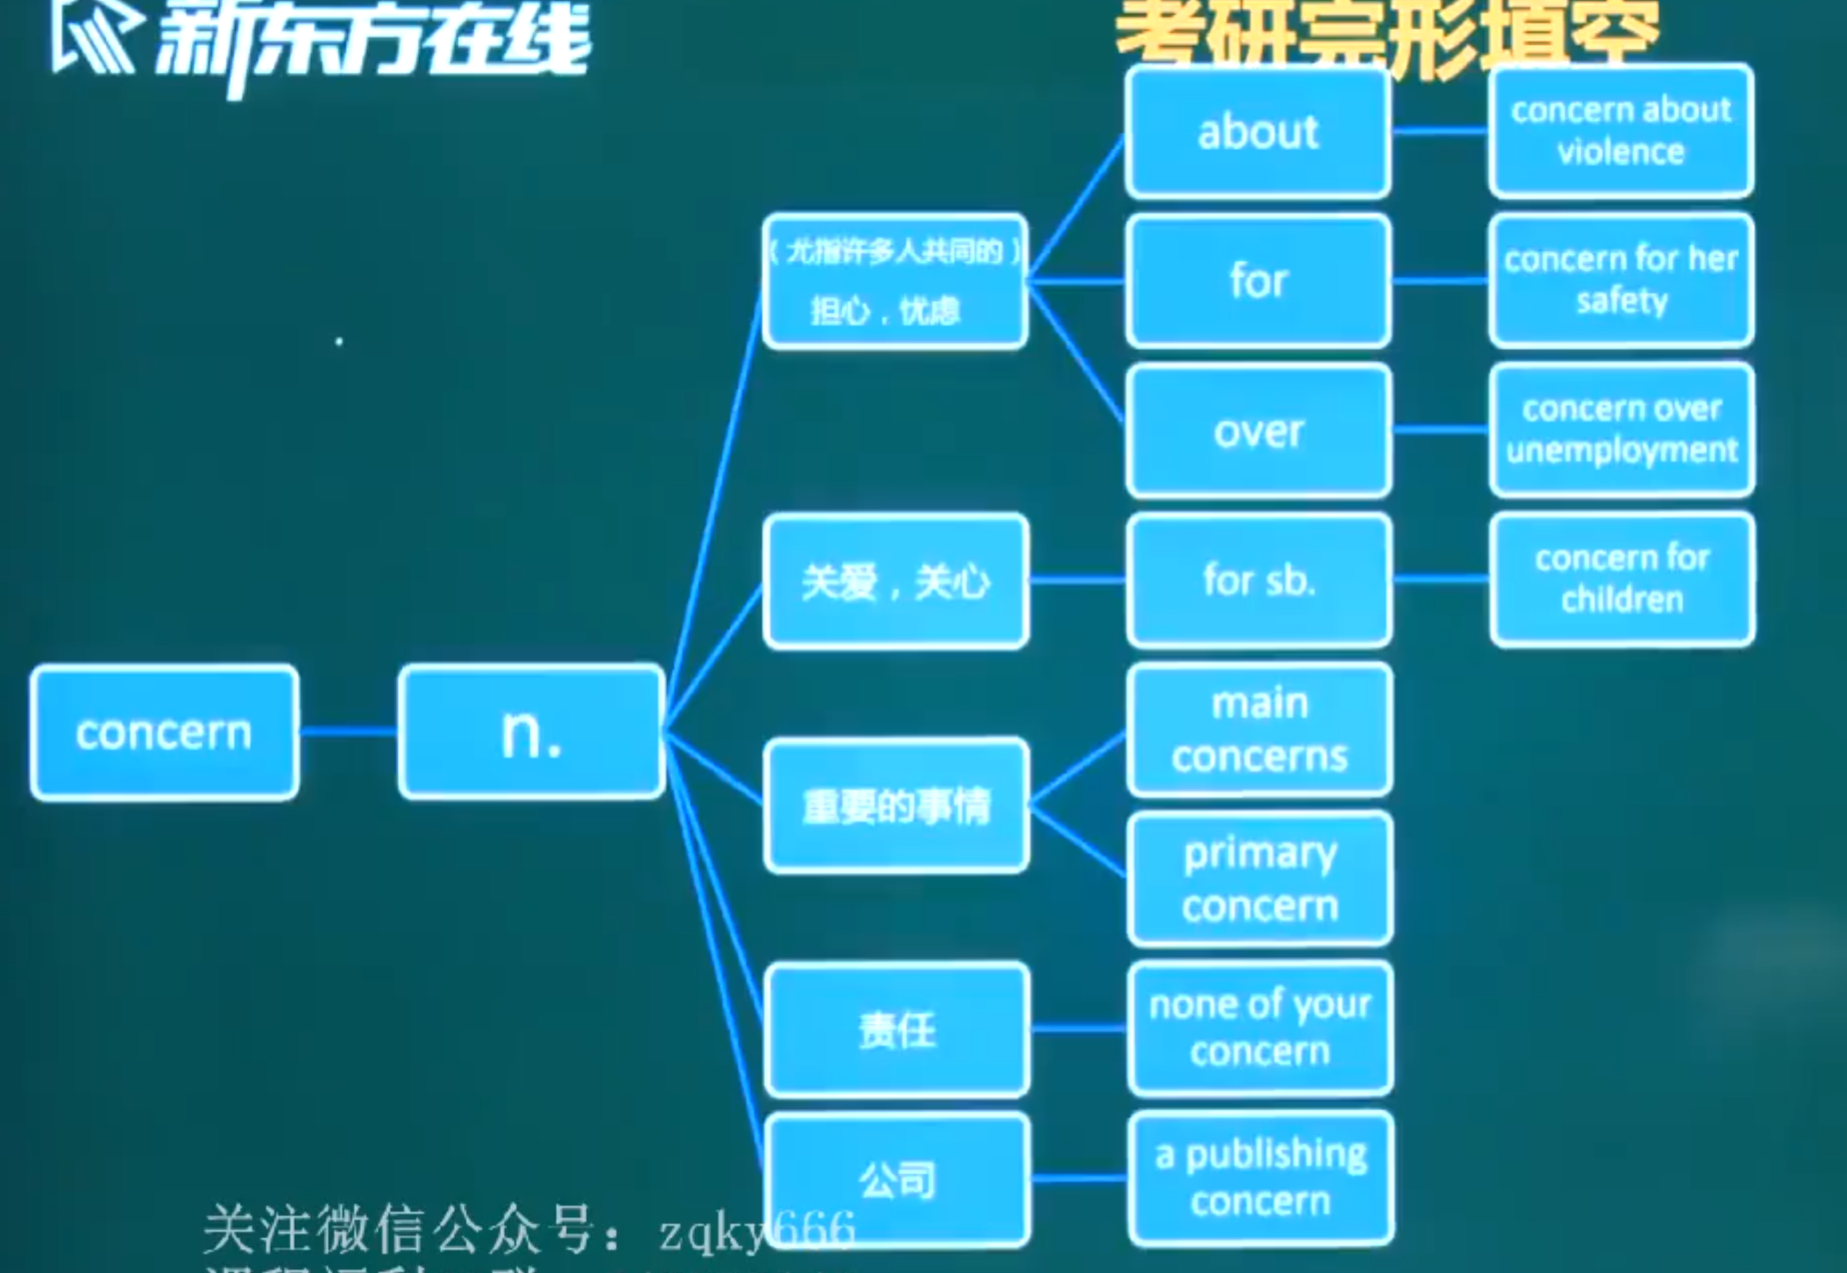 新东方在线
考研完形填空
concern
n.
(尤指许多人共同的)
担心，忧虑
about
concern about
violence
for
concern for her
safety
over
concern over
unemployment
关爱，关心
for sb.
concern for
children
重要的事情
main
concerns
primary
concern
责任
none of your
concern
公司
a publishing
concern
关注微信公众号：zqky666